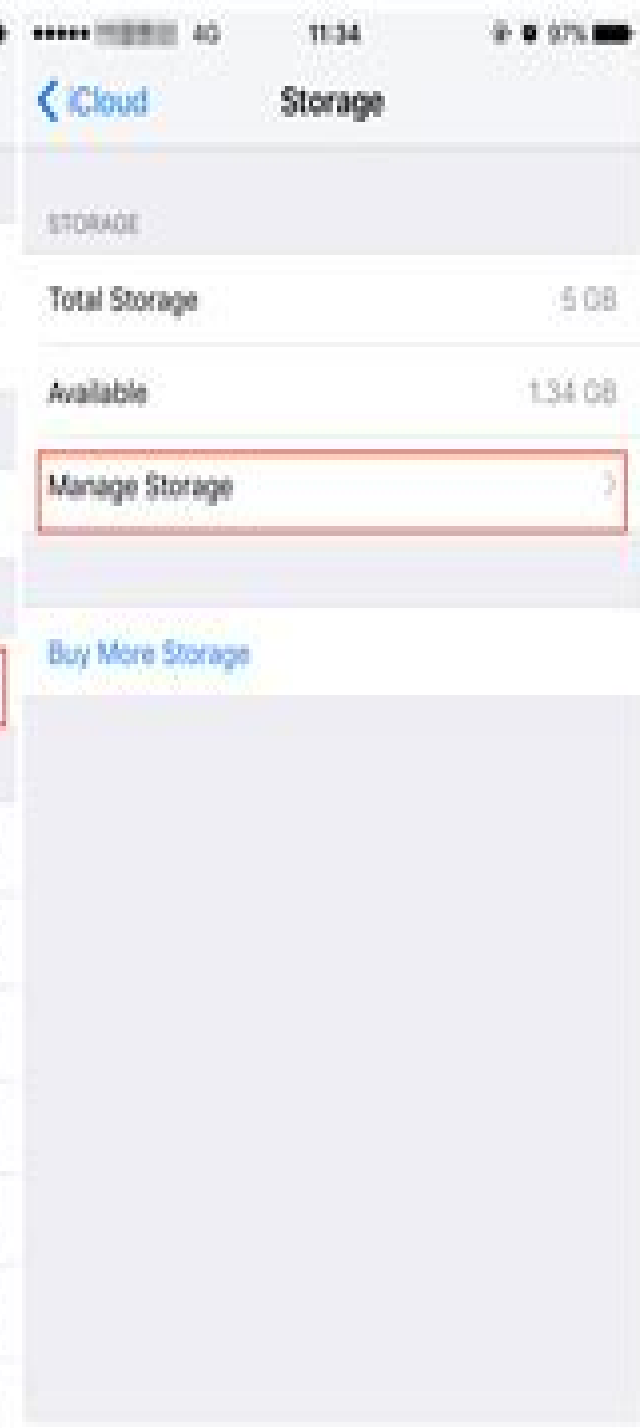 4G 11:34 97%
iCloud Storage
STORAGE
Total Storage 5 GB
Available 1.34 GB
Manage Storage
Buy More Storage